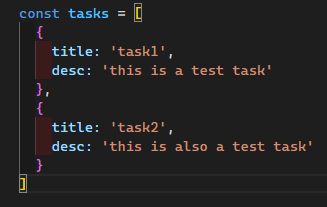 const tasks = [
  {
    title: 'task1',
    desc: 'this is a test task'
  },
  {
    title: 'task2',
    desc: 'this is also a test task'
  }
]